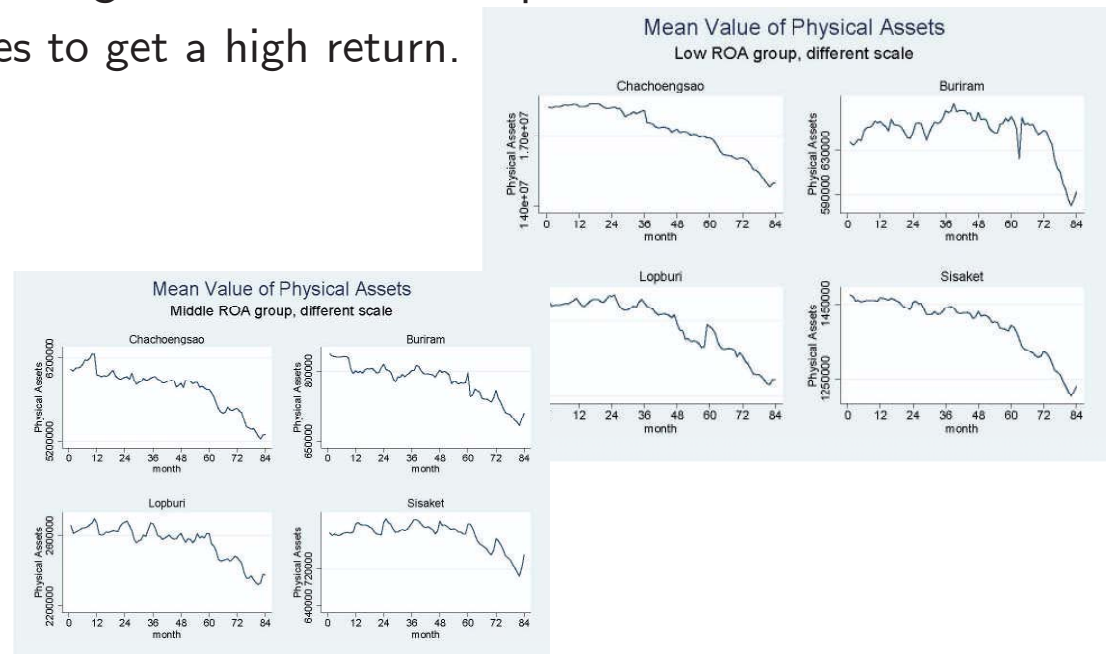 es to get a high return.
Mean Value of Physical Assets
Low ROA group, different scale
Chachoengsao
Physical Assets
1.40e+07 1.70e+07
0 12 24 36 48 60 72 84
month
Buriram
Physical Assets
590000 630000
0 12 24 36 48 60 72 84
month
Lopburi
12 24 36 48 60 72 84
month
Sisaket
Physical Assets
1250000 1450000
0 12 24 36 48 60 72 84
month
Mean Value of Physical Assets
Middle ROA group, different scale
Chachoengsao
Physical Assets
5200000 6200000
0 12 24 36 48 60 72 84
month
Buriram
Physical Assets
650000 800000
0 12 24 36 48 60 72 84
month
Lopburi
Physical Assets
2200000 2600000
0 12 24 36 48 60 72 84
month
Sisaket
Physical Assets
640000 720000
0 12 24 36 48 60 72 84
month